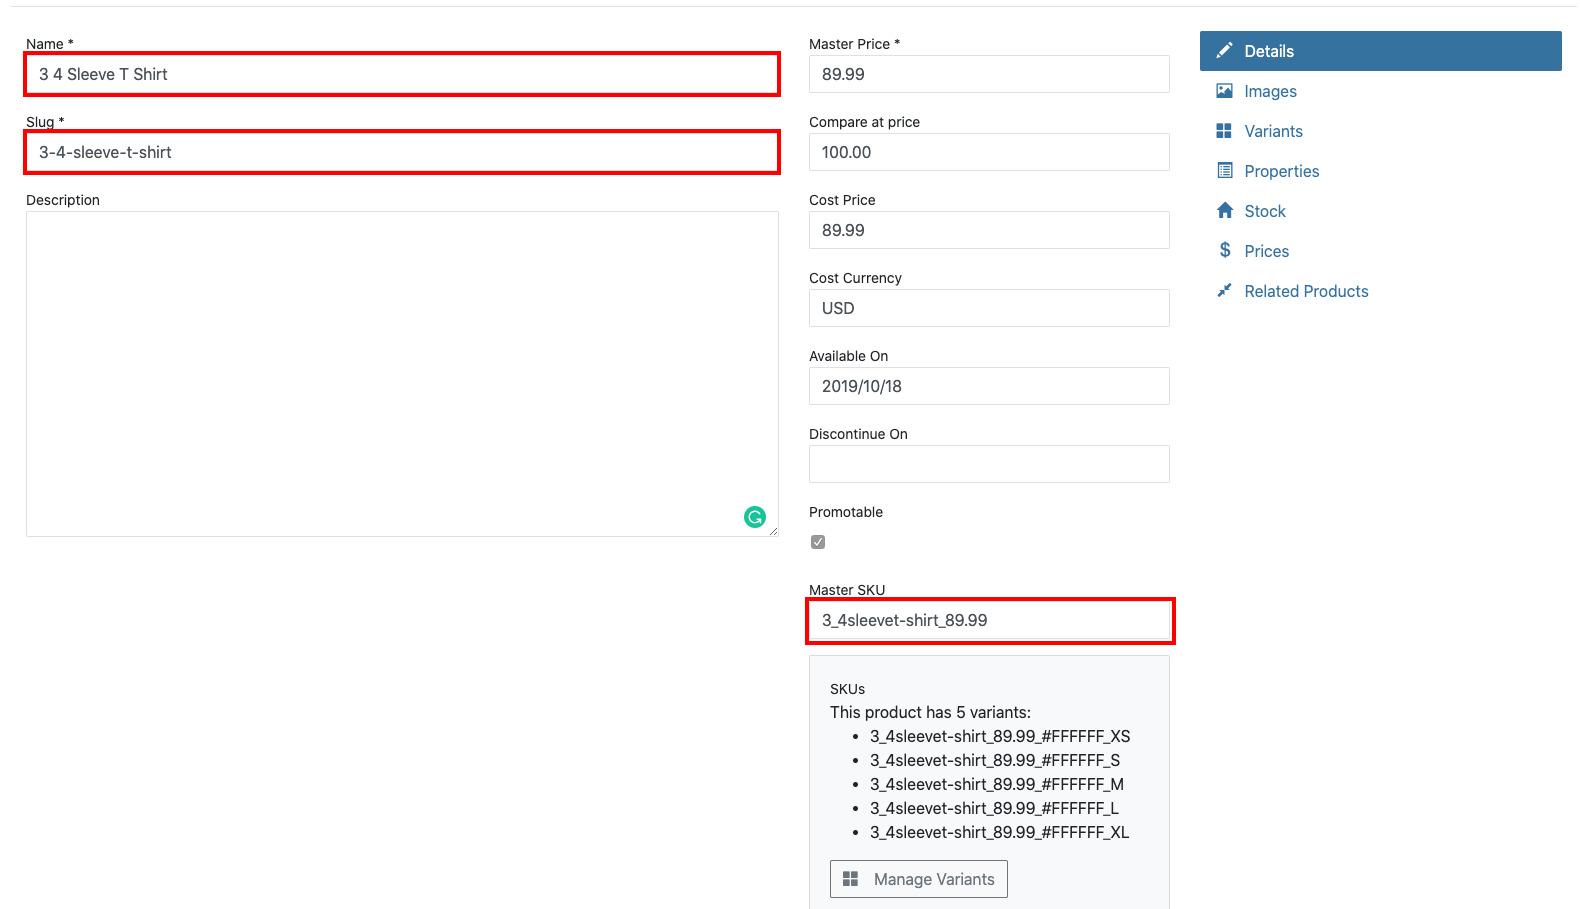 Name *
3 4 Sleeve T Shirt
Slug *
3-4-sleeve-t-shirt
Description
Master Price *
89.99
Compare at price
100.00
Cost Price
89.99
Cost Currency
USD
Available On
2019/10/18
Discontinue On
Promotable
Master SKU
3_4sleevet-shirt_89.99
SKUs
This product has 5 variants:
3_4sleevet-shirt_89.99_#FFFFFF_XS
3_4sleevet-shirt_89.99_#FFFFFF_S
3_4sleevet-shirt_89.99_#FFFFFF_M
3_4sleevet-shirt_89.99_#FFFFFF_L
3_4sleevet-shirt_89.99_#FFFFFF_XL
Manage Variants
Details
Images
Variants
Properties
Stock
Prices
Related Products